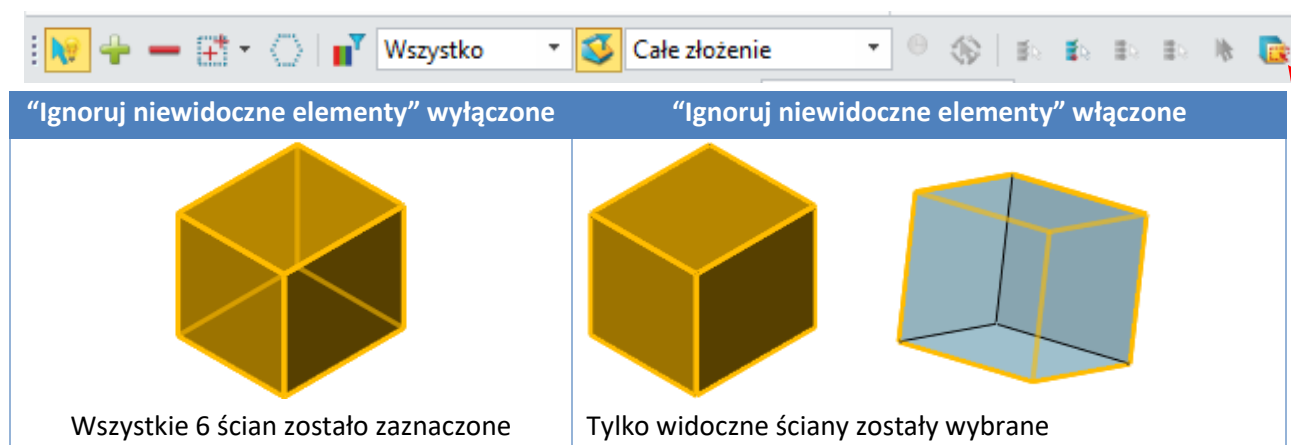 Wszystko Całe złożenie
“Ignoruj niewidoczne elementy” wyłączone “Ignoruj niewidoczne elementy” włączone
Wszystkie 6 ścian zostało zaznaczone Tylko widoczne ściany zostały wybrane